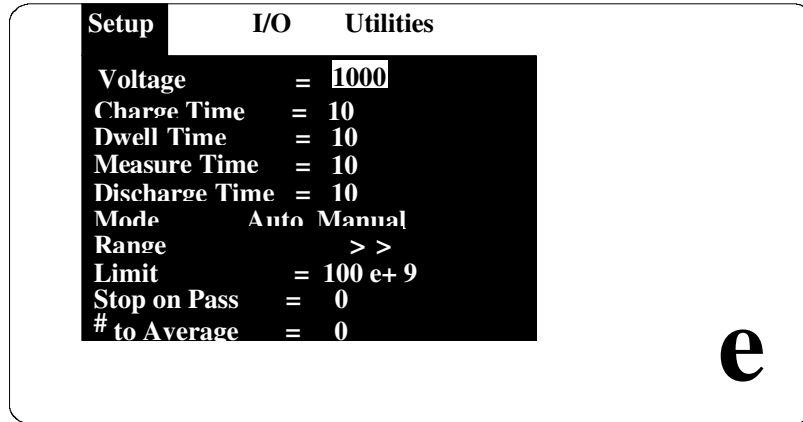 Setup I/O Utilities
Voltage = 1000
Charge Time = 10
Dwell Time = 10
Measure Time = 10
Discharge Time = 10
Mode Auto Manual
Range > >
Limit = 100 e+ 9
Stop on Pass = 0
# to Average = 0
e